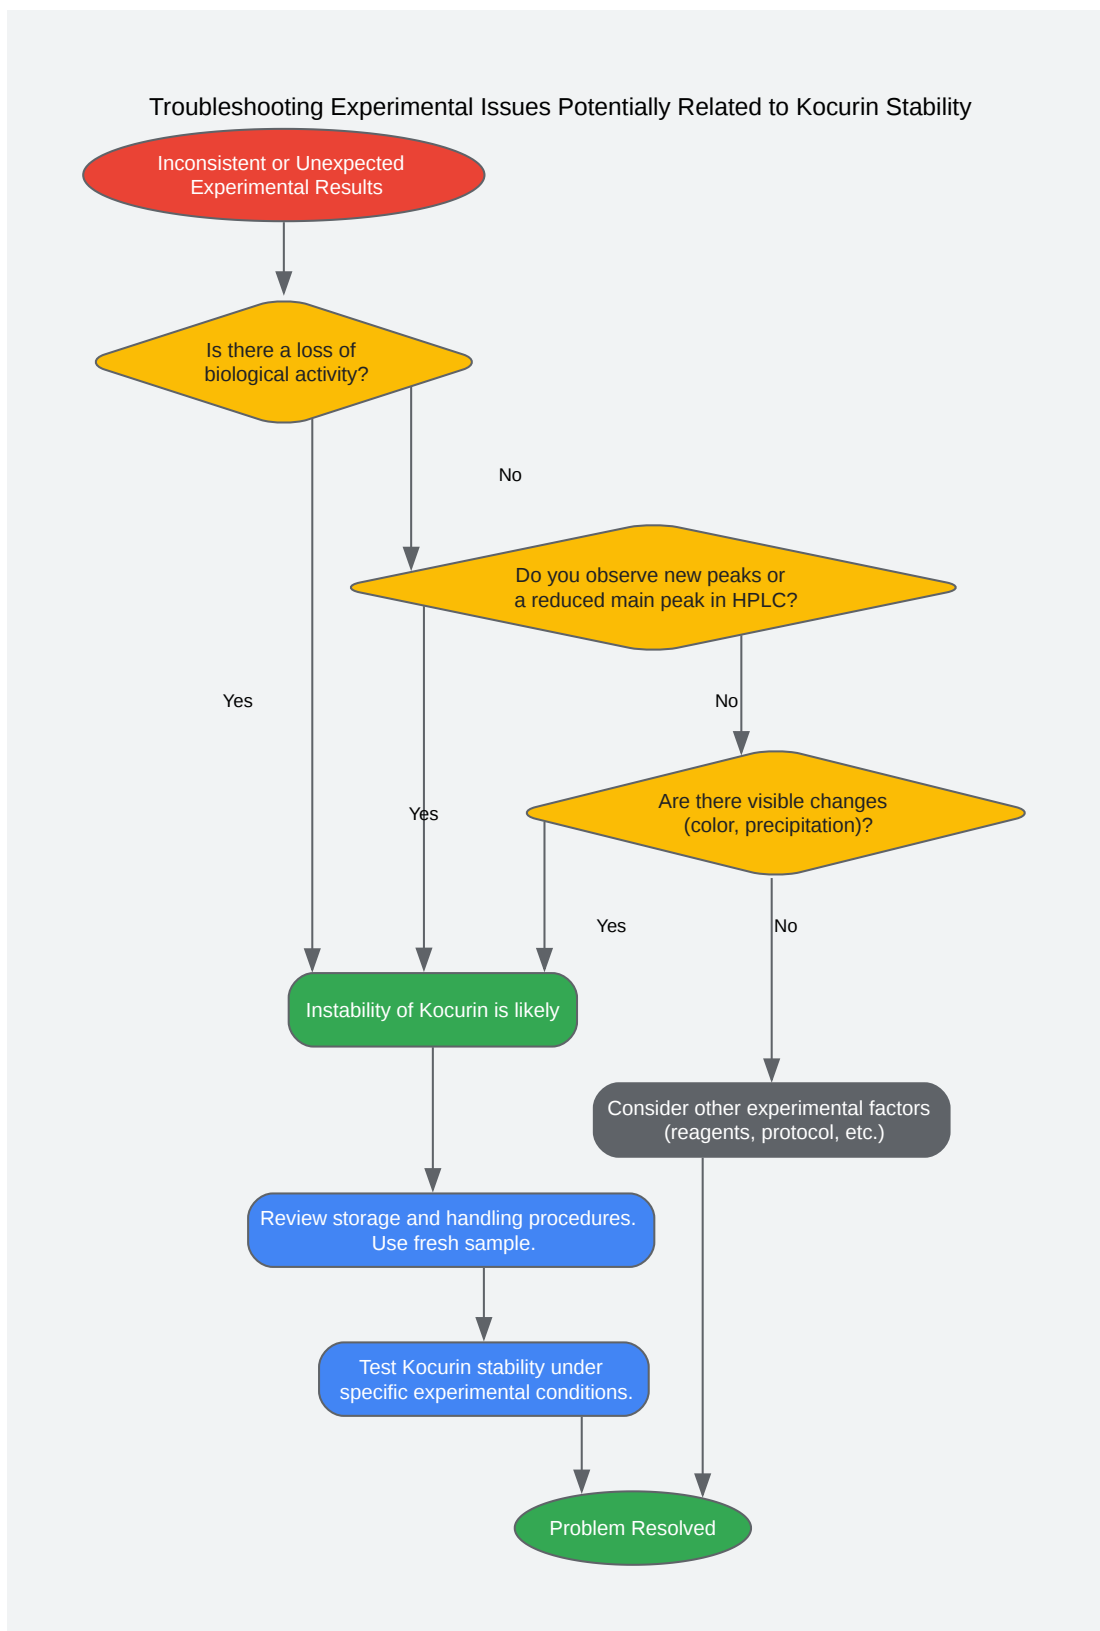 Troubleshooting Experimental Issues Potentially Related to Kocurin Stability
Inconsistent or Unexpected
Experimental Results
Is there a loss of
biological activity?
No
Do you observe new peaks or
a reduced main peak in HPLC?
Yes
No
Are there visible changes
(color, precipitation)?
Yes
Yes
No
Instability of Kocurin is likely
Consider other experimental factors
(reagents, protocol, etc.)
Review storage and handling procedures.
Use fresh sample.
Test Kocurin stability under
specific experimental conditions.
Problem Resolved